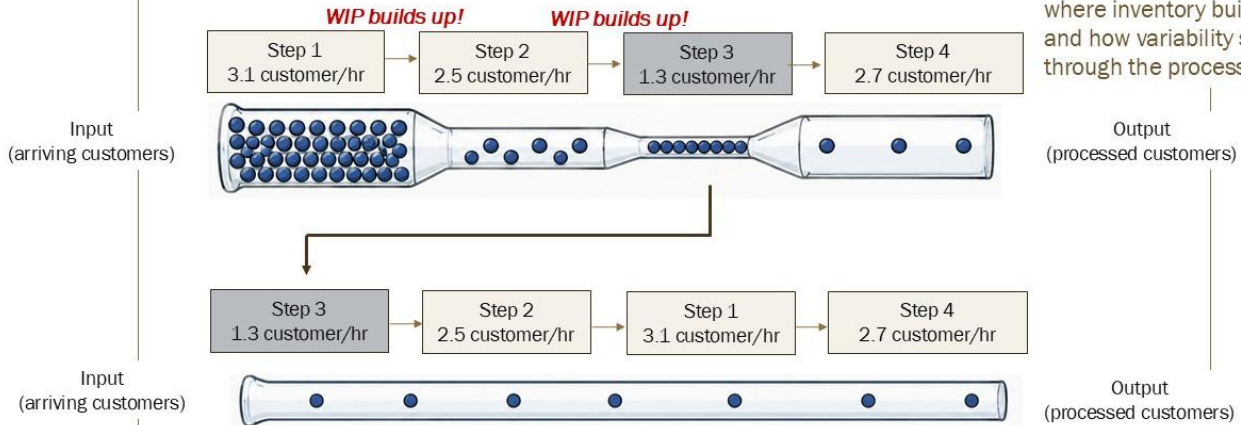 WIP builds up!
WIP builds up!
where inventory bui
and how variability s
through the process
Step 1
3.1 customer/hr
Step 2
2.5 customer/hr
Step 3
1.3 customer/hr
Step 4
2.7 customer/hr
Input
(arriving customers)
Output
(processed customers)
Step 3
1.3 customer/hr
Step 2
2.5 customer/hr
Step 1
3.1 customer/hr
Step 4
2.7 customer/hr
Input
(arriving customers)
Output
(processed customers)